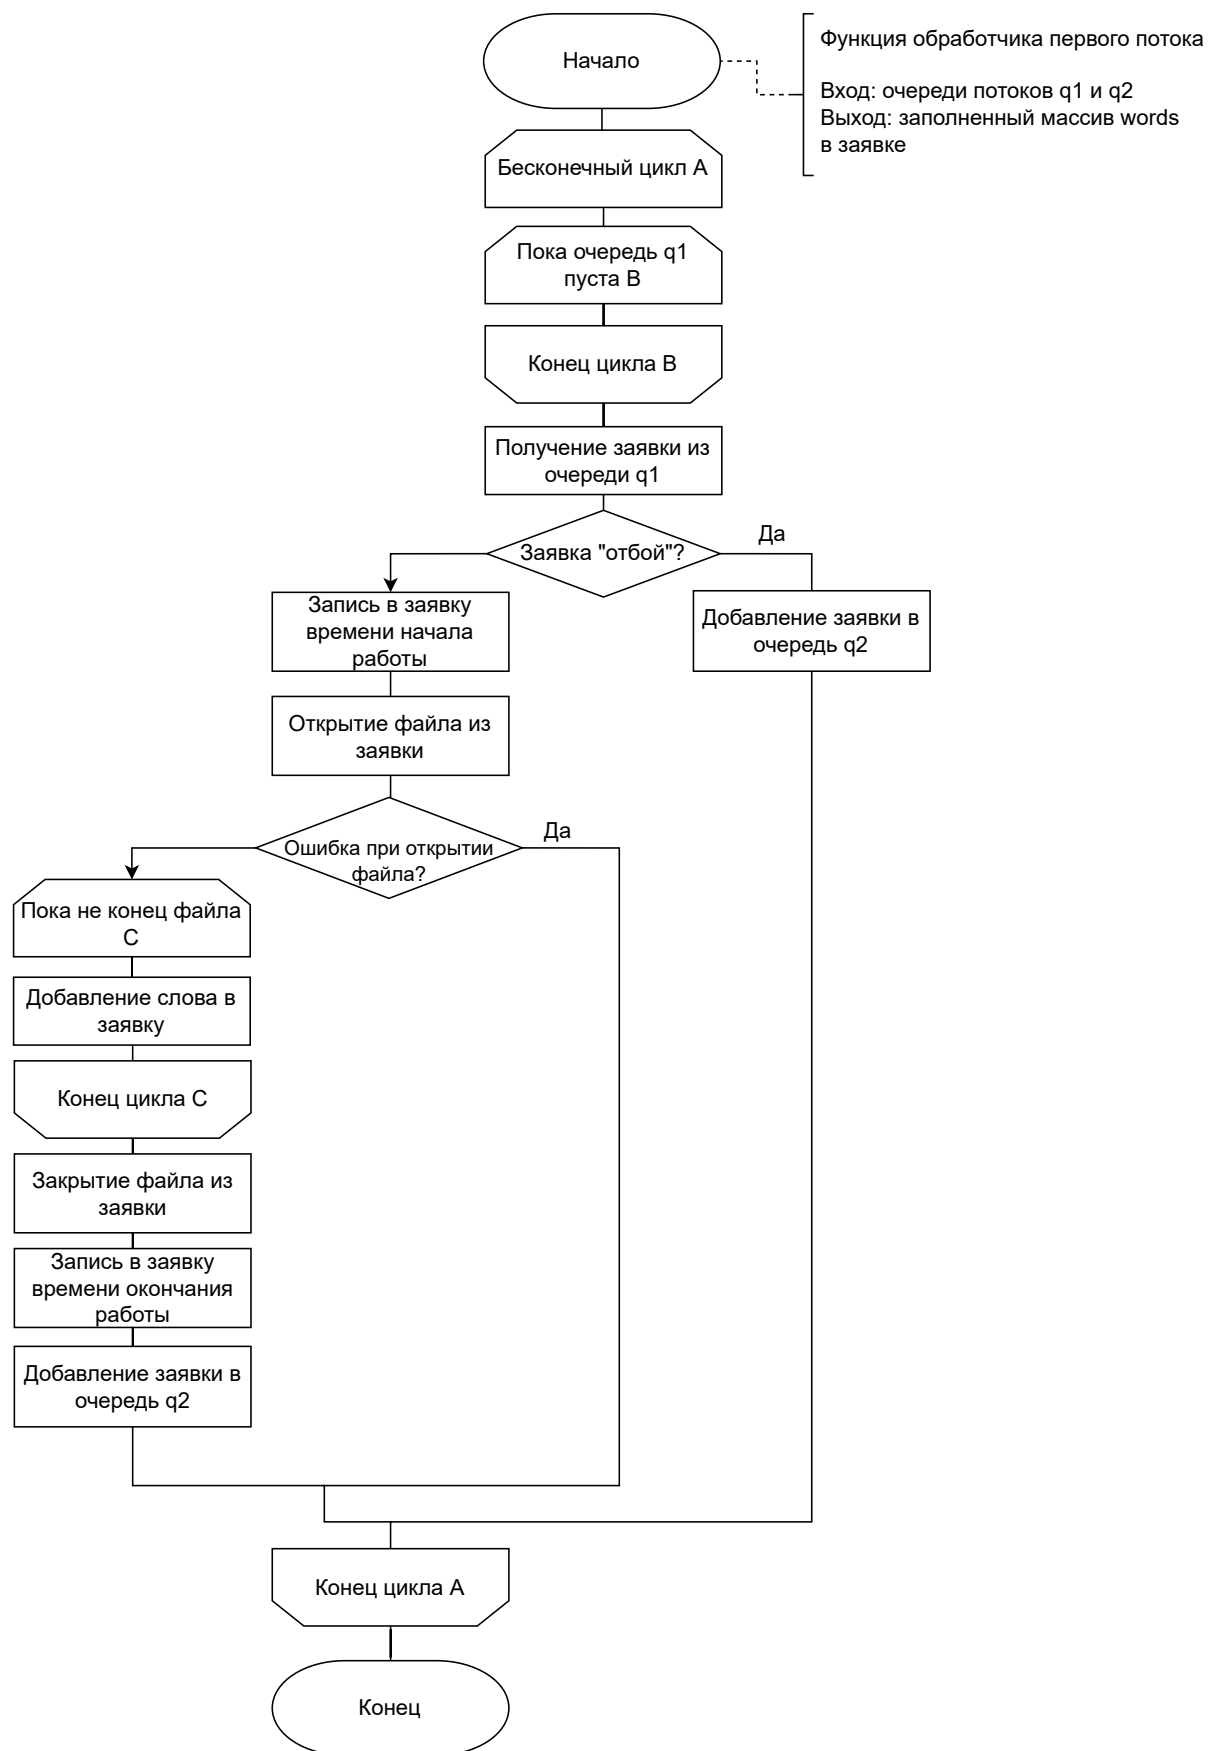 Начало
Функция обработчика первого потока
Вход: очереди потоков q1 и q2
Выход: заполненный массив words
в заявке
Бесконечный цикл А
Пока очередь q1
пуста В
Конец цикла В
Получение заявки из
очереди q1
Заявка "отбой"?
Да
Запись в заявку
времени начала
работы
Добавление заявки в
очередь q2
Открытие файла из
заявки
Ошибка при открытии
файла?
Да
Пока не конец файла
С
Добавление слова в
заявку
Конец цикла С
Закрытие файла из
заявки
Запись в заявку
времени окончания
работы
Добавление заявки в
очередь q2
Конец цикла А
Конец